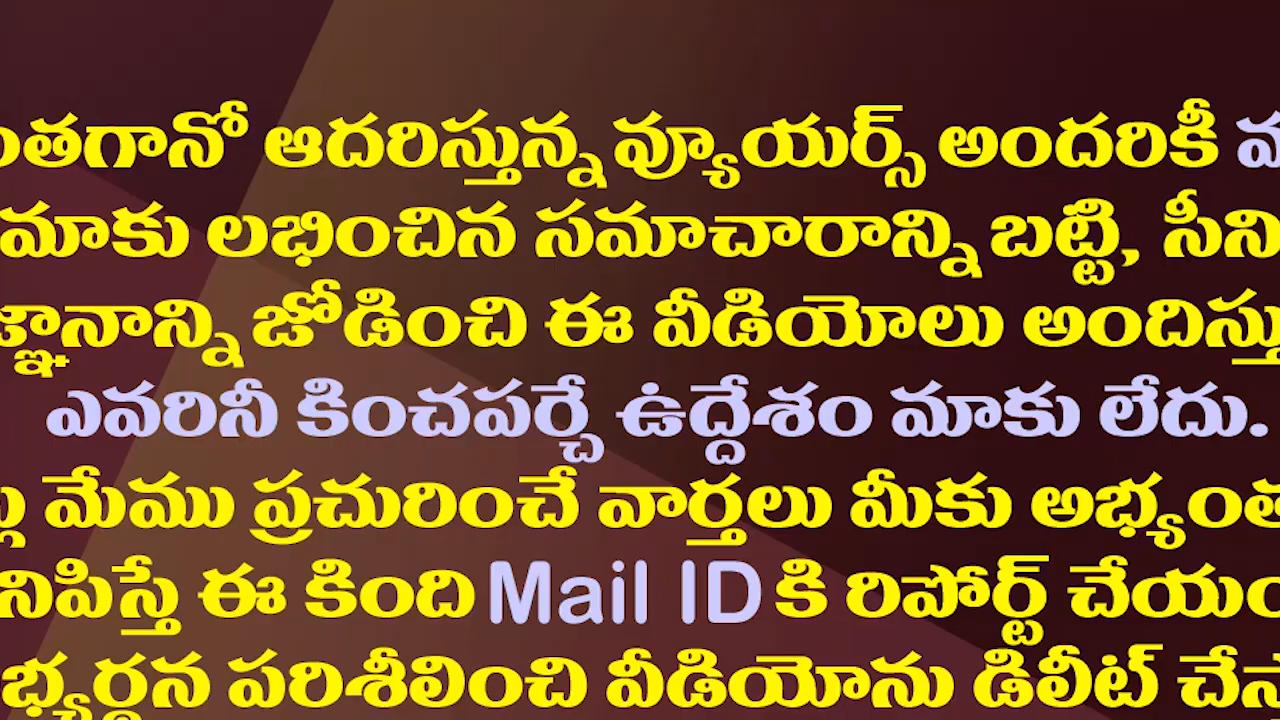 ంతగానో ఆదరిస్తున్న వ్యూయర్స్ అందరికీ
మాకు లభించిన సమాచారాన్ని బట్టి, సీని
జ్ఞానాన్ని జోడించి ఈ వీడియోలు అందిస్తు
ఎవరినీ కించపర్చే ఉద్దేశం మాకు లేదు.
మేము ప్రచురించే వార్తలు మీకు అభ్యంత
నిపిస్తే ఈ కింది Mail ID కి రిపోర్ట్ చేయం
భ్యర్థన పరిశీలించి వీడియోను డిలీట్ చేస